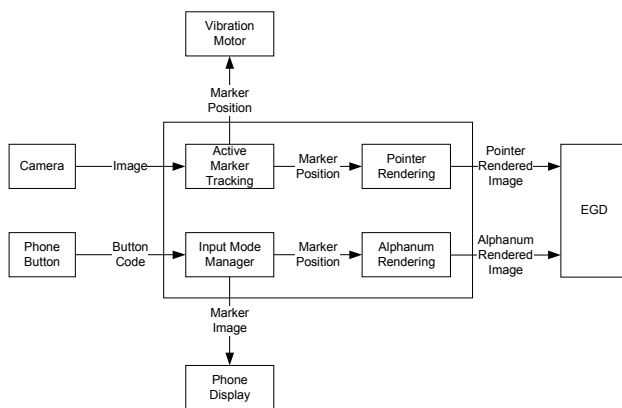 Vibration
Motor
Marker
Position
Camera
Image
Active
Marker
Tracking
Marker
Position
Pointer
Rendering
Pointer
Rendered
Image
EGD
Phone
Button
Button
Code
Input Mode
Manager
Marker
Position
Alphanum
Rendering
Alphanum
Rendered
Image
Marker
Image
Phone
Display